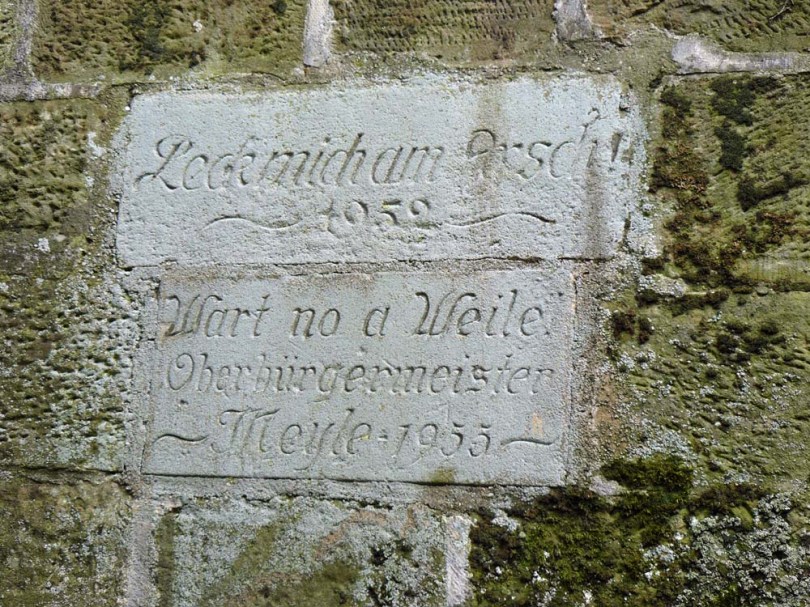 Leck mich am Arsch!
1952
Wart no a Weile.
Oberbürgermeister
Meyle · 1955